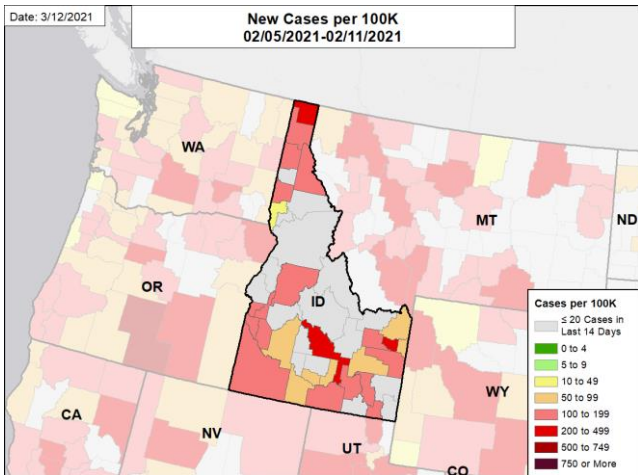 Date: 3/12/2021
New Cases per 100K
02/05/2021-02/11/2021
WA
MT
ND
OR
ID
WY
CA
NV
UT
CO
Cases per 100K
≤ 20 Cases in
Last 14 Days
0 to 4
5 to 9
10 to 49
50 to 99
100 to 199
200 to 499
500 to 749
750 or More